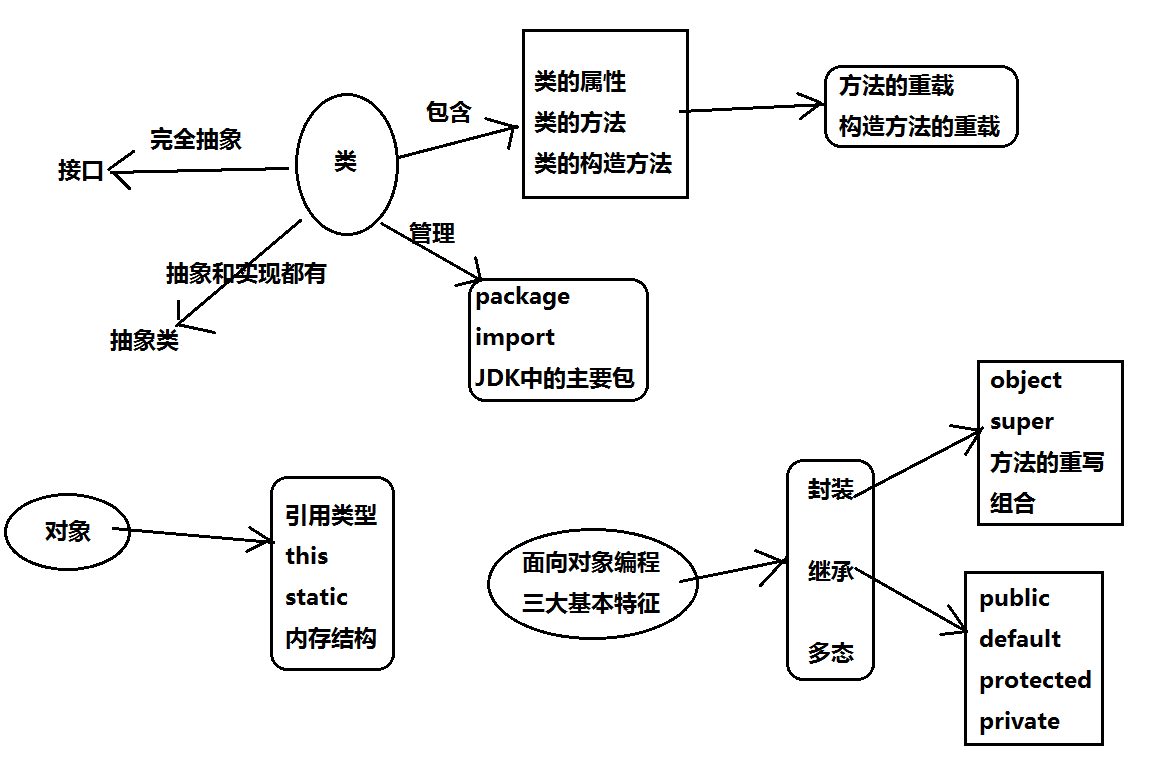 类的属性
类的方法
类的构造方法
方法的重载
构造方法的重载
包含
完全抽象
接口
类
管理
抽象和实现都有
抽象类
package
import
JDK中的主要包
object
super
方法的重写
组合
对象
引用类型
this
static
内存结构
面向对象编程
三大基本特征
封装
继承
多态
public
default
protected
private